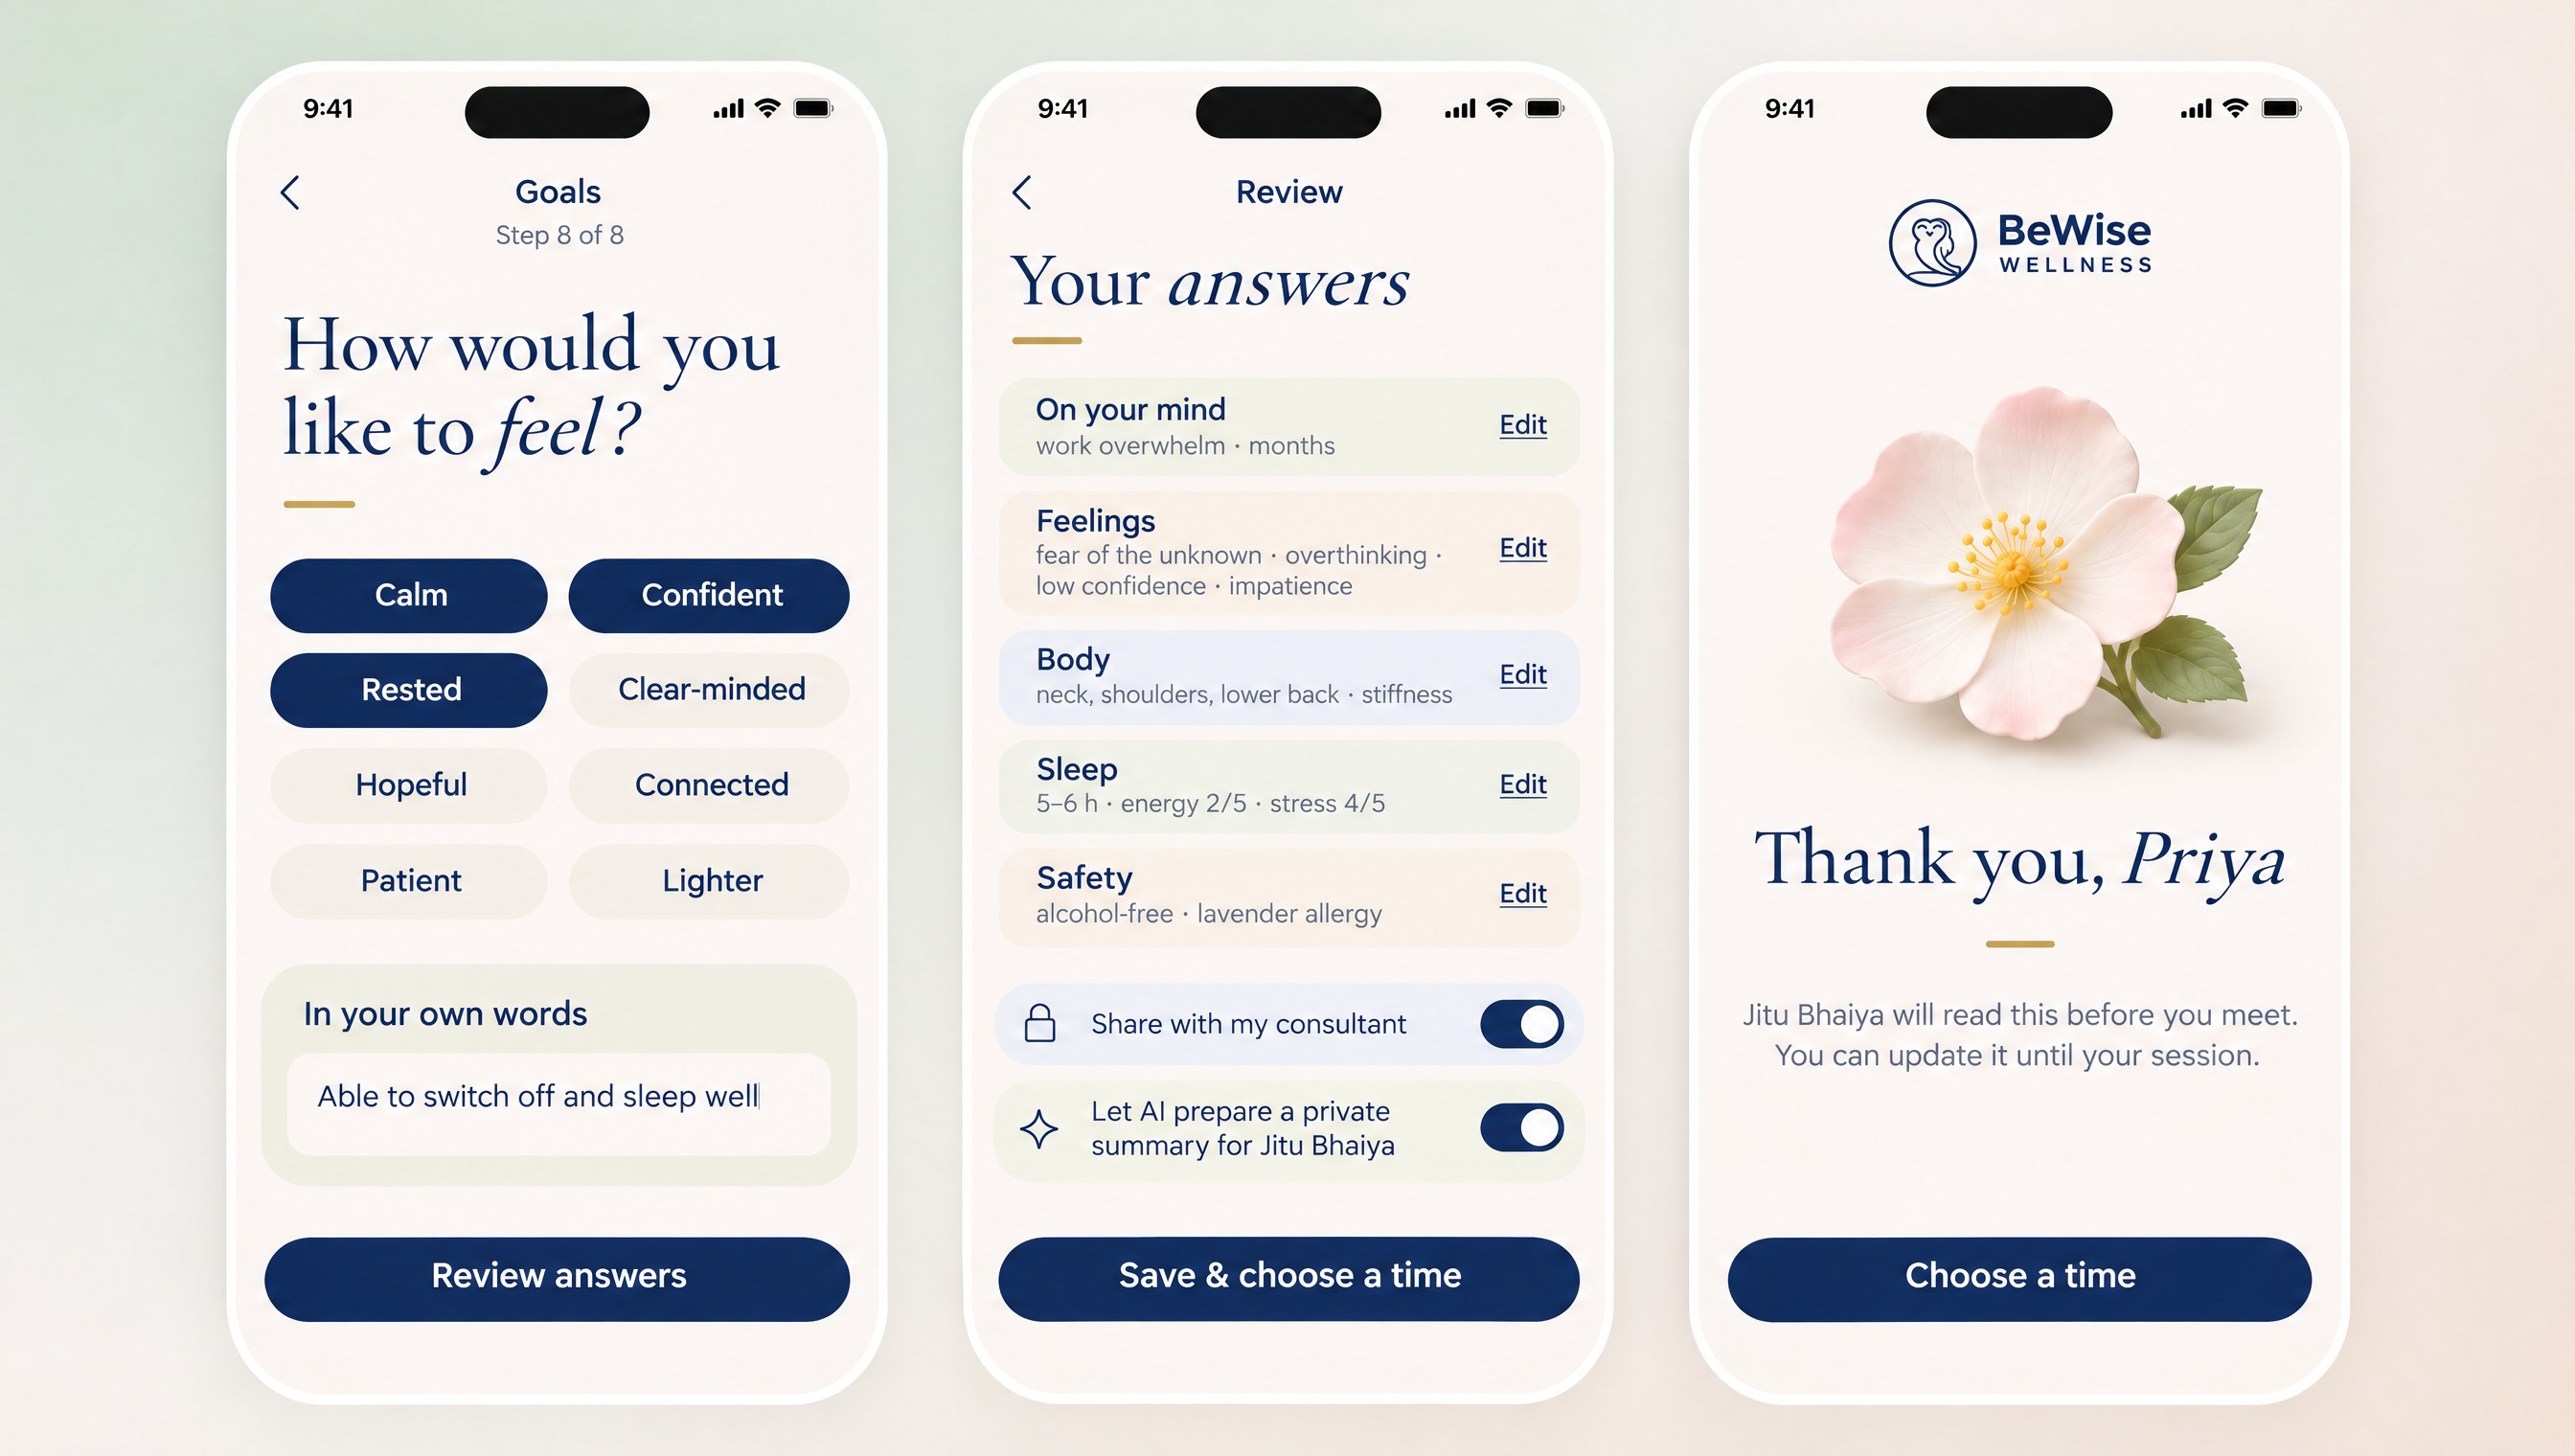 9:41
Goals
Step 8 of 8
How would you
like to feel?
Calm
Confident
Rested
Clear-minded
Hopeful
Connected
Patient
Lighter
In your own words
Able to switch off and sleep well
Review answers
9:41
Review
Your answers
On your mind
work overwhelm · months
Edit
Feelings
fear of the unknown · overthinking ·
low confidence · impatience
Edit
Body
neck, shoulders, lower back · stiffness
Edit
Sleep
5–6 h · energy 2/5 · stress 4/5
Edit
Safety
alcohol-free · lavender allergy
Edit
Share with my consultant
Let AI prepare a private
summary for Jitu Bhaiya
Save & choose a time
9:41
BeWise
WELLNESS
Thank you, Priya
Jitu Bhaiya will read this before you meet.
You can update it until your session.
Choose a time